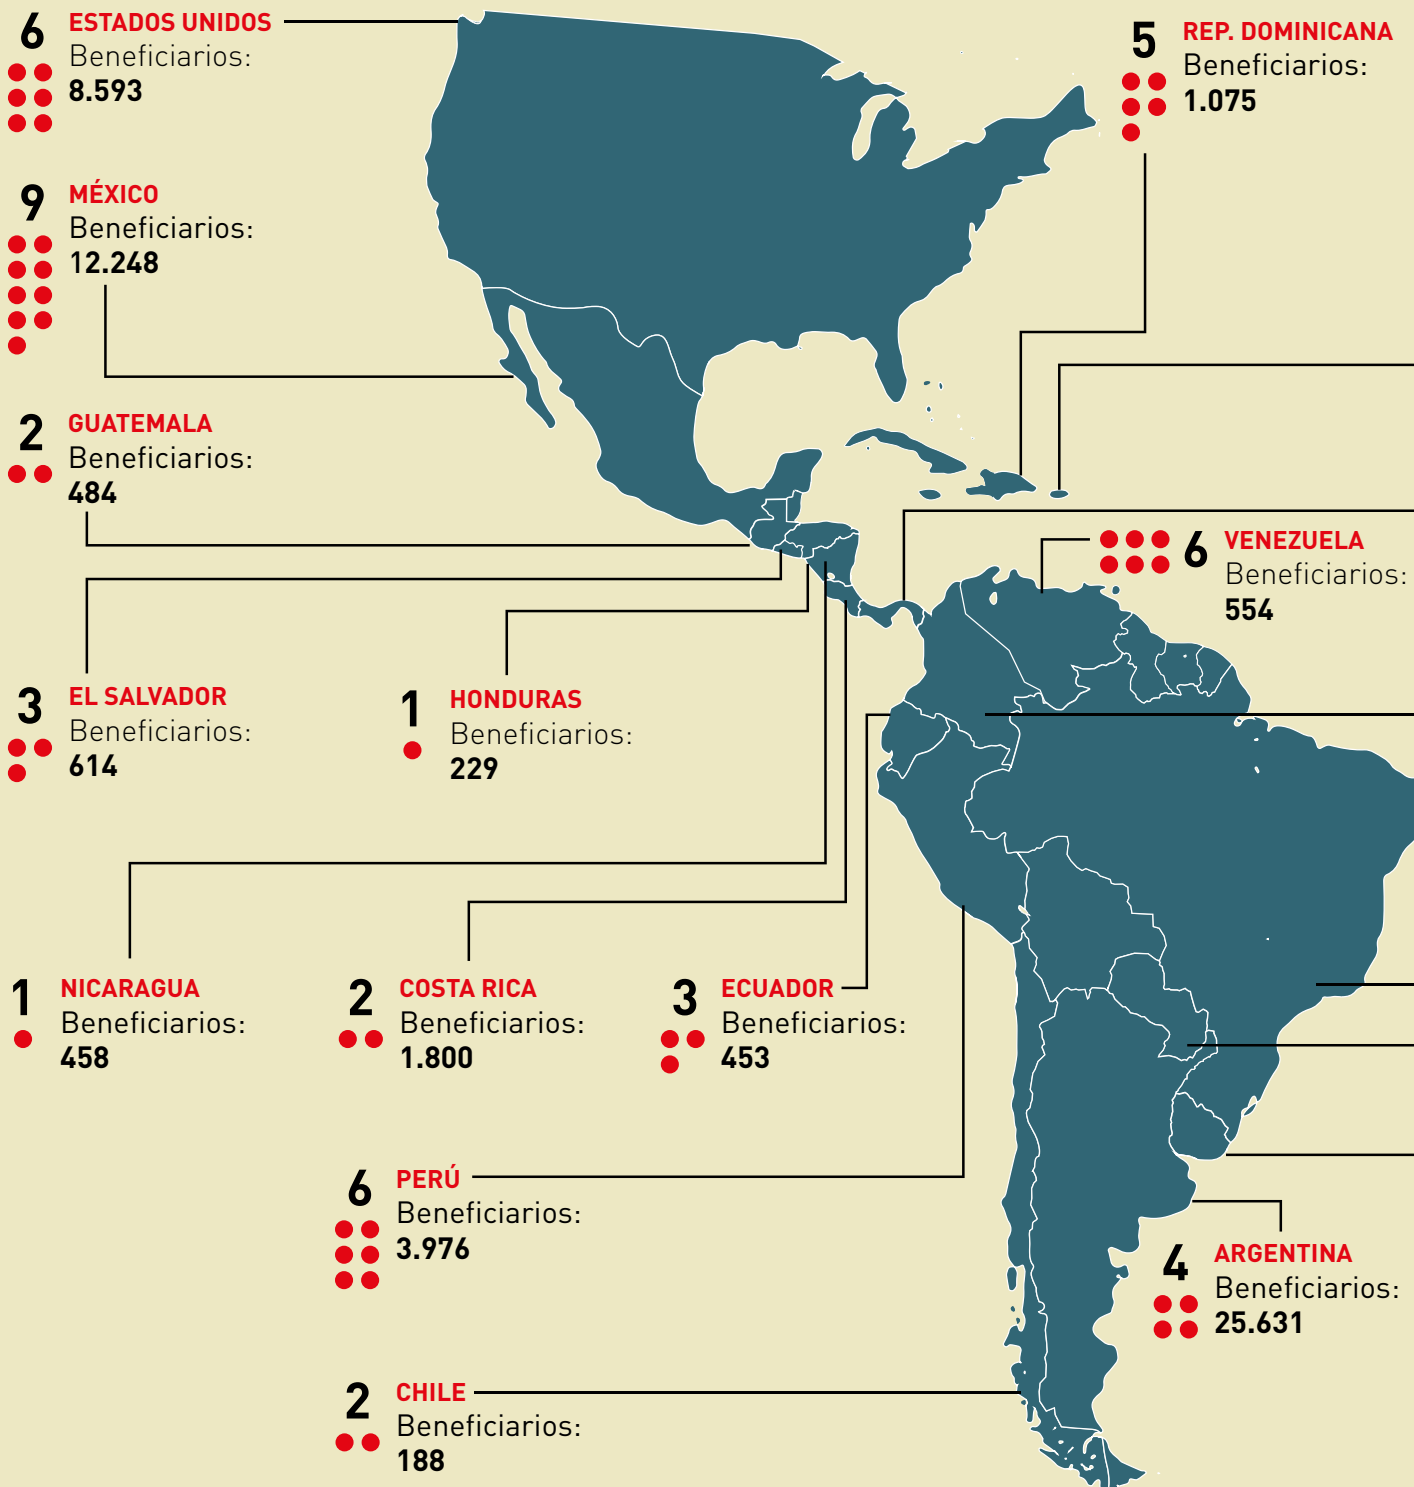 6
ESTADOS UNIDOS
Beneficiarios:
8.593
5
REP. DOMINICANA
Beneficiarios:
1.075
9
MÉXICO
Beneficiarios:
12.248
2
GUATEMALA
Beneficiarios:
484
6
VENEZUELA
Beneficiarios:
554
3
EL SALVADOR
Beneficiarios:
614
1
HONDURAS
Beneficiarios:
229
1
NICARAGUA
Beneficiarios:
458
2
COSTA RICA
Beneficiarios:
1.800
3
ECUADOR
Beneficiarios:
453
6
PERÚ
Beneficiarios:
3.976
4
ARGENTINA
Beneficiarios:
25.631
2
CHILE
Beneficiarios:
188